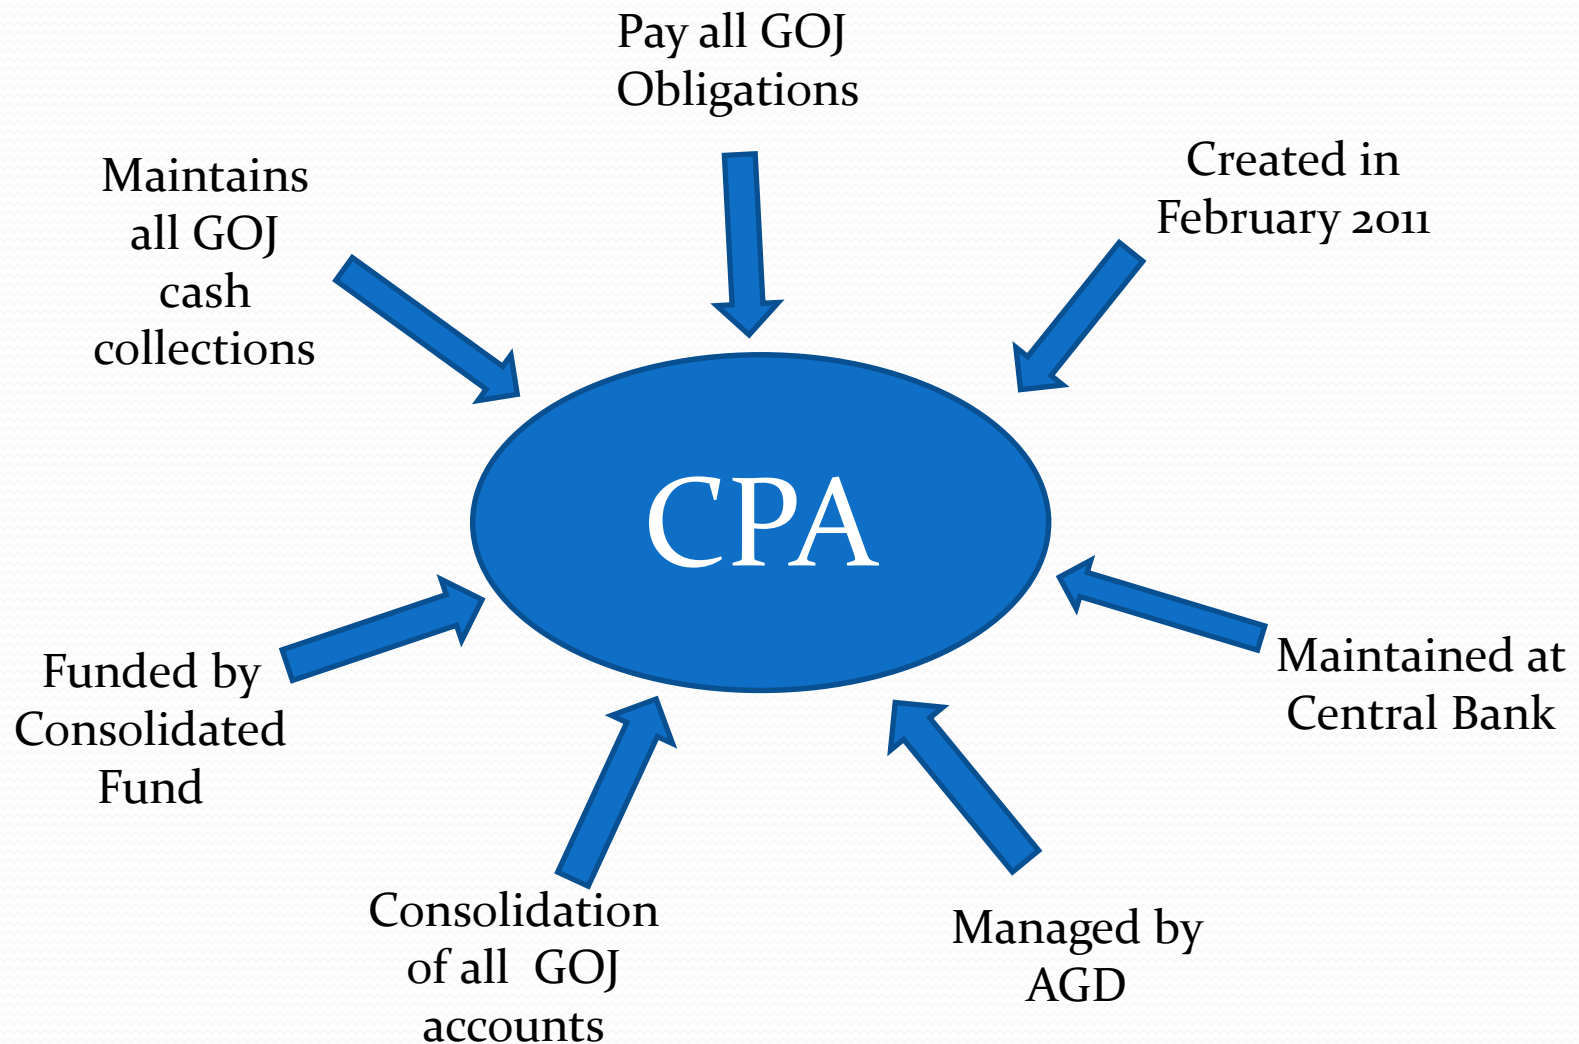 Pay all GOJ
Obligations
Created in
February 2011
Maintains
all GOJ
cash
collections
CPA
Maintained at
Central Bank
Funded by
Consolidated
Fund
Consolidation
of all GOJ
accounts
Managed by
AGD